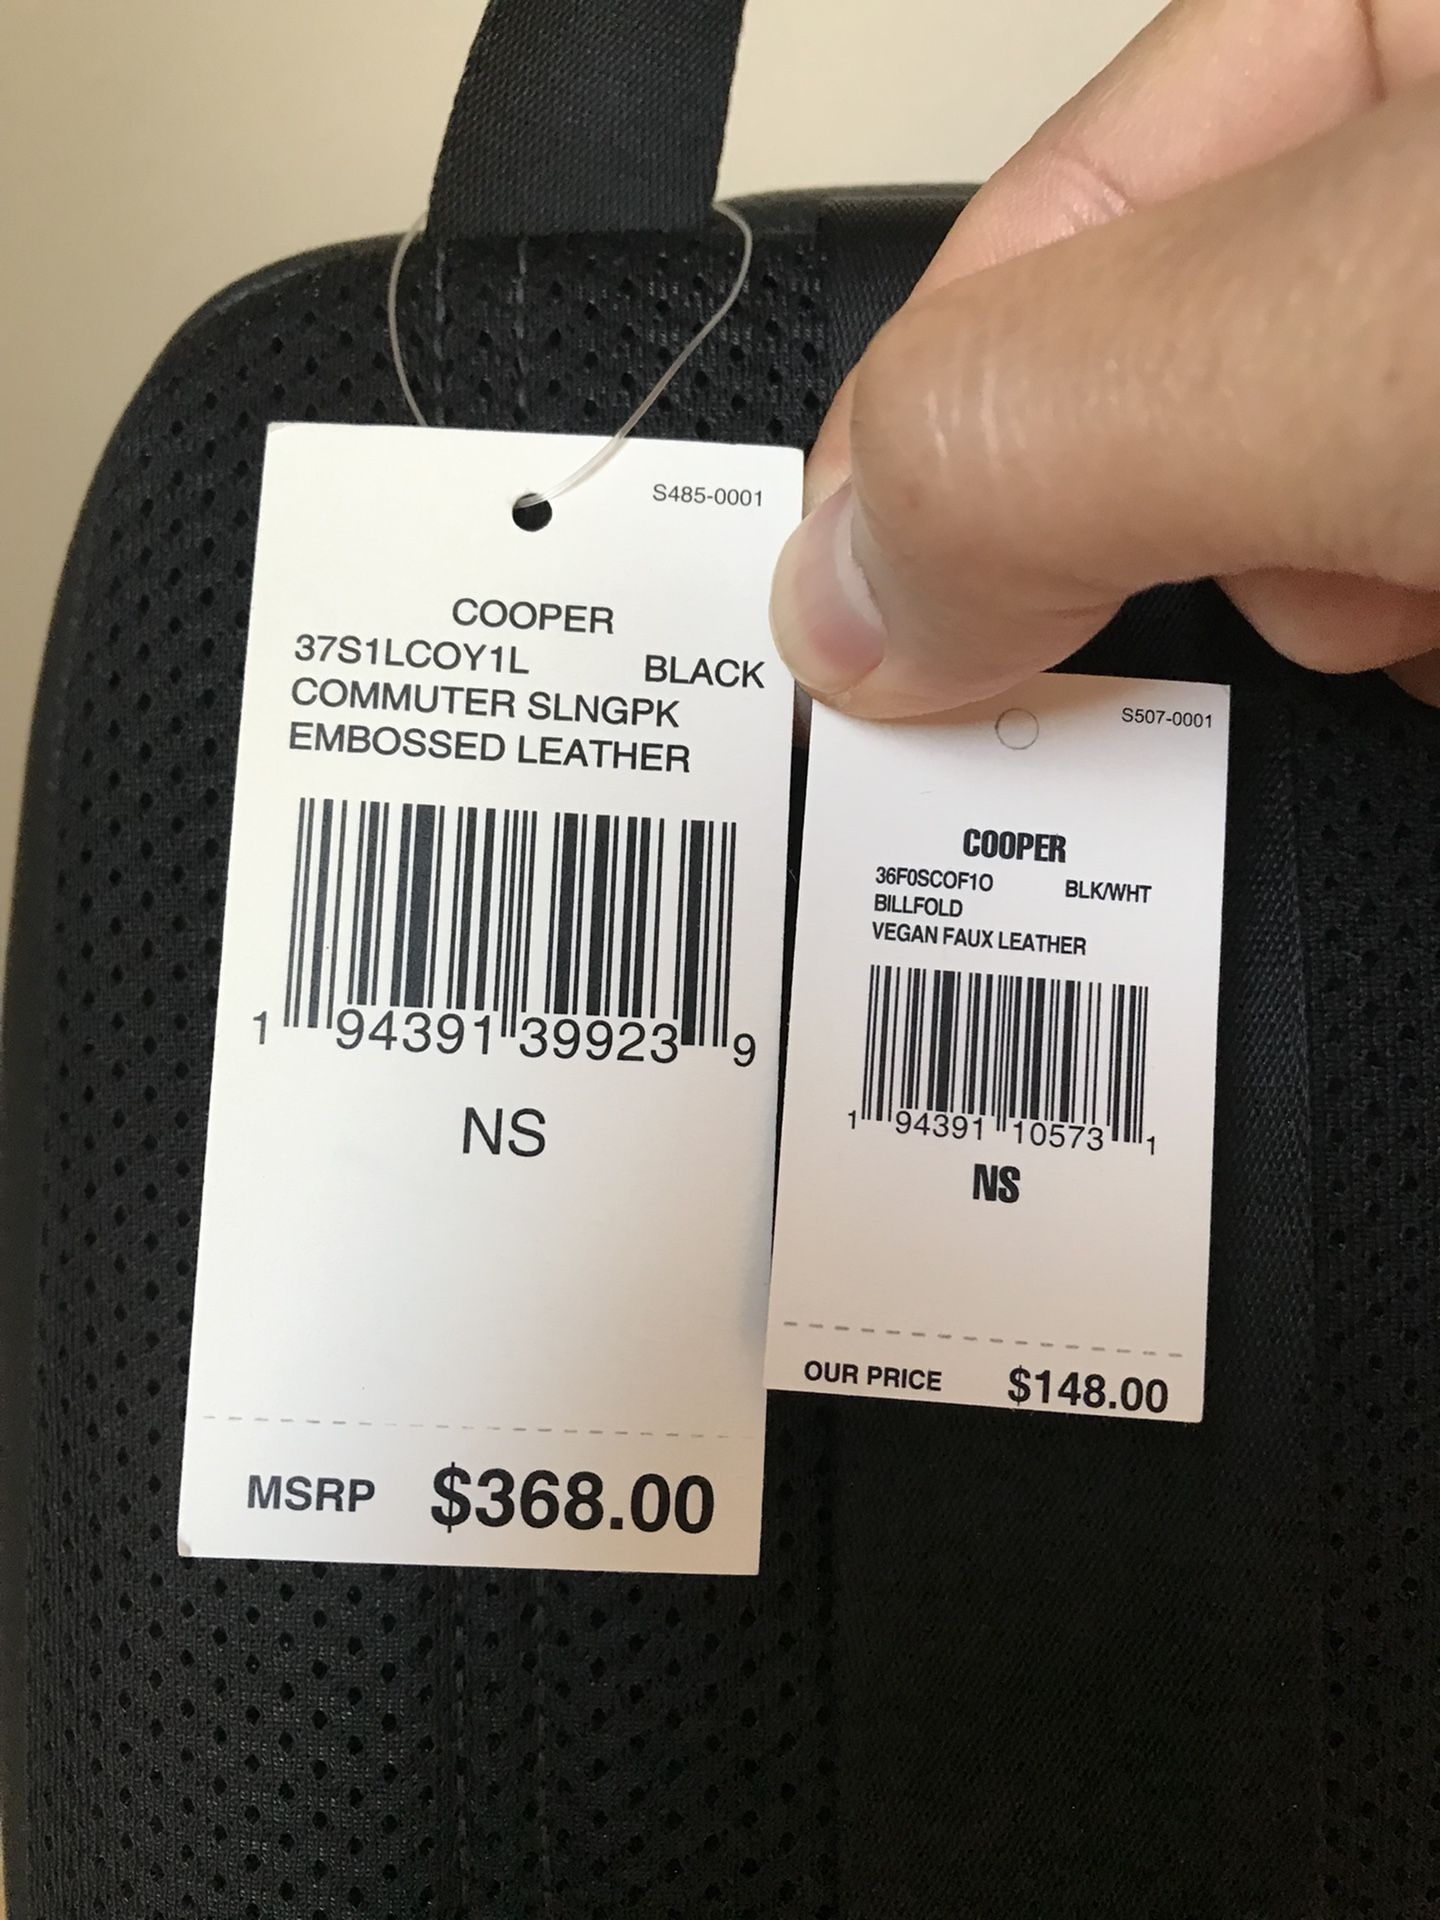 S485-0001
COOPER
37S1LCOY1L BLACK
COMMUTER SLNGPK
EMBOSSED LEATHER
1 94391 39923 9
NS
MSRP $368.00
S507-0001
COOPER
36F0SCOF1O BLK/WHT
BILLFOLD
VEGAN FAUX LEATHER
1 94391 10573 1
NS
OUR PRICE $148.00